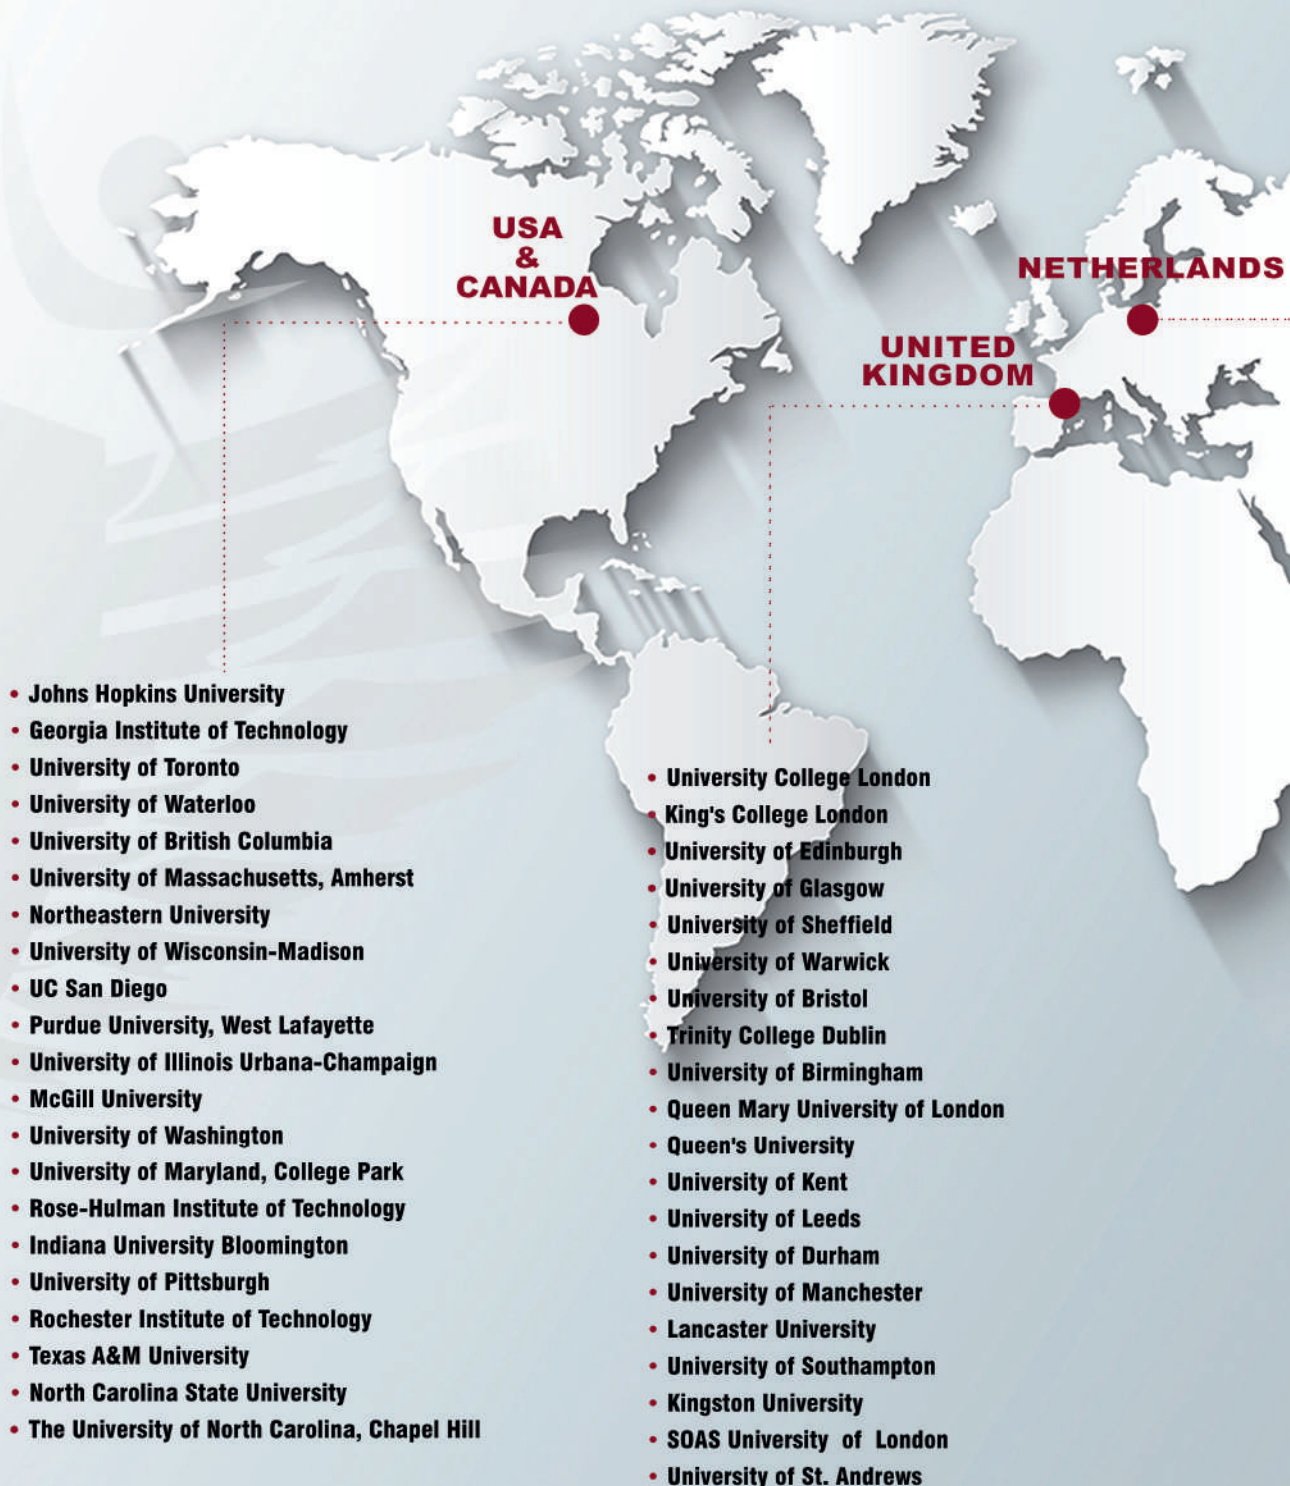 USA
&
CANADA
NETHERLANDS
UNITED
KINGDOM
• Johns Hopkins University
• Georgia Institute of Technology
• University of Toronto
• University of Waterloo
• University of British Columbia
• University of Massachusetts, Amherst
• Northeastern University
• University of Wisconsin-Madison
• UC San Diego
• Purdue University, West Lafayette
• University of Illinois Urbana-Champaign
• McGill University
• University of Washington
• University of Maryland, College Park
• Rose-Hulman Institute of Technology
• Indiana University Bloomington
• University of Pittsburgh
• Rochester Institute of Technology
• Texas A&M University
• North Carolina State University
• The University of North Carolina, Chapel Hill
• University College London
• King's College London
• University of Edinburgh
• University of Glasgow
• University of Sheffield
• University of Warwick
• University of Bristol
• Trinity College Dublin
• University of Birmingham
• Queen Mary University of London
• Queen's University
• University of Kent
• University of Leeds
• University of Durham
• University of Manchester
• Lancaster University
• University of Southampton
• Kingston University
• SOAS University of London
• University of St. Andrews